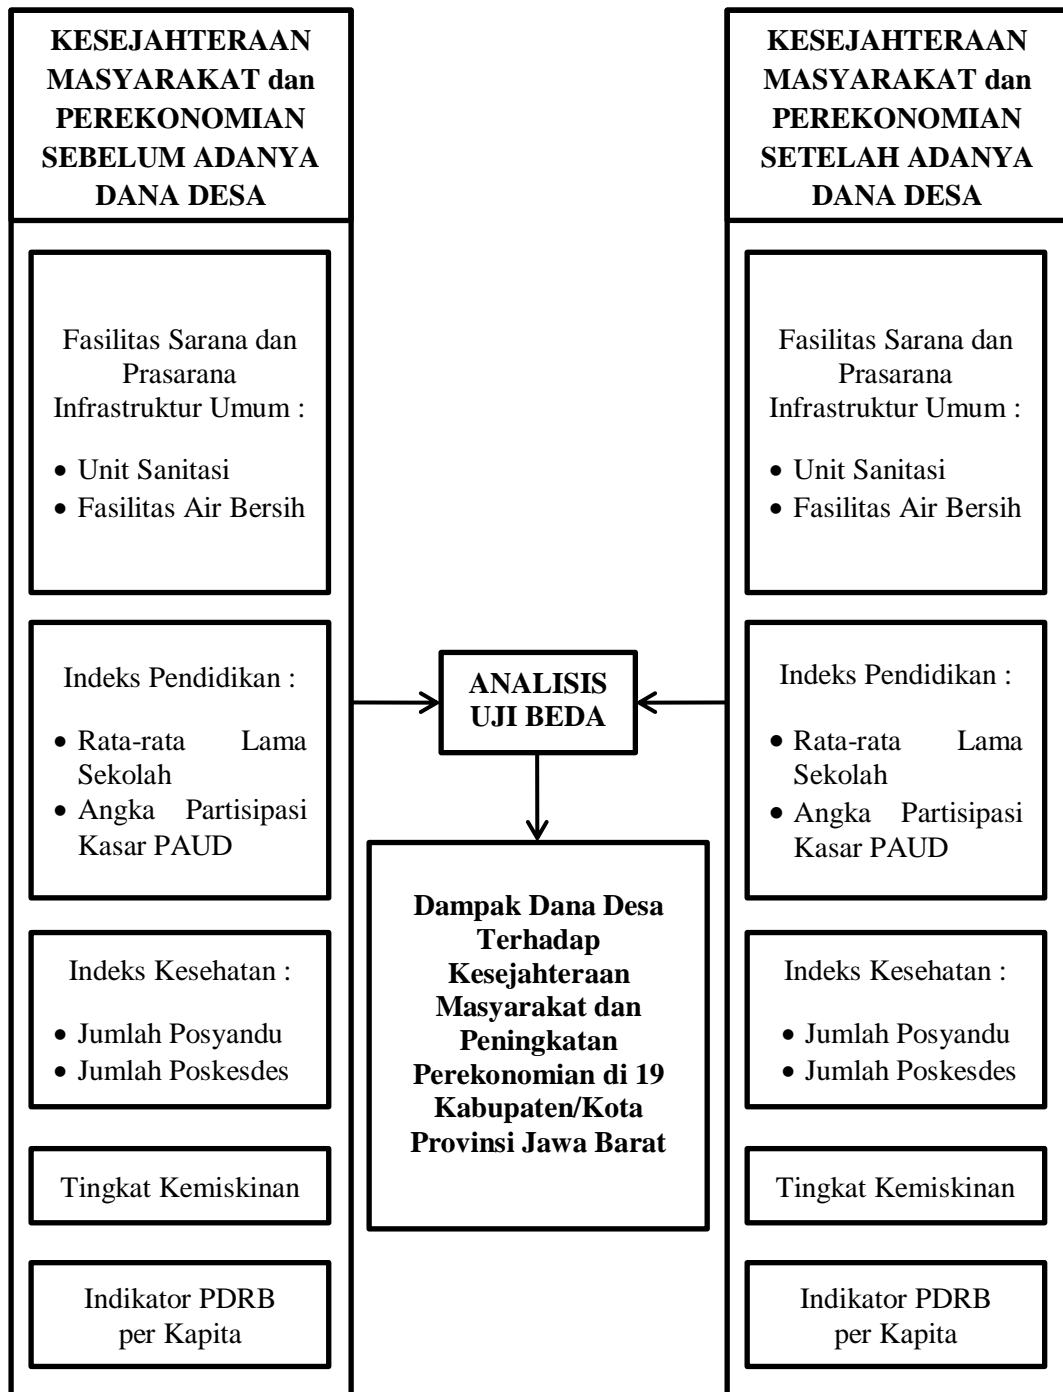 KESEJAHTERAAN
MASYARAKAT dan
PEREKONOMIAN
SEBELUM ADANYA
DANA DESA
Fasilitas Sarana dan
Prasarana
Infrastruktur Umum :
• Unit Sanitasi
• Fasilitas Air Bersih
Indeks Pendidikan :
• Rata-rata Lama
Sekolah
• Angka Partisipasi
Kasar PAUD
Indeks Kesehatan :
• Jumlah Posyandu
• Jumlah Poskesdes
Tingkat Kemiskinan
Indikator PDRB
per Kapita
ANALISIS
UJI BEDA
Dampak Dana Desa
Terhadap
Kesejahteraan
Masyarakat dan
Peningkatan
Perekonomian di 19
Kabupaten/Kota
Provinsi Jawa Barat
KESEJAHTERAAN
MASYARAKAT dan
PEREKONOMIAN
SETELAH ADANYA
DANA DESA
Fasilitas Sarana dan
Prasarana
Infrastruktur Umum :
• Unit Sanitasi
• Fasilitas Air Bersih
Indeks Pendidikan :
• Rata-rata Lama
Sekolah
• Angka Partisipasi
Kasar PAUD
Indeks Kesehatan :
• Jumlah Posyandu
• Jumlah Poskesdes
Tingkat Kemiskinan
Indikator PDRB
per Kapita